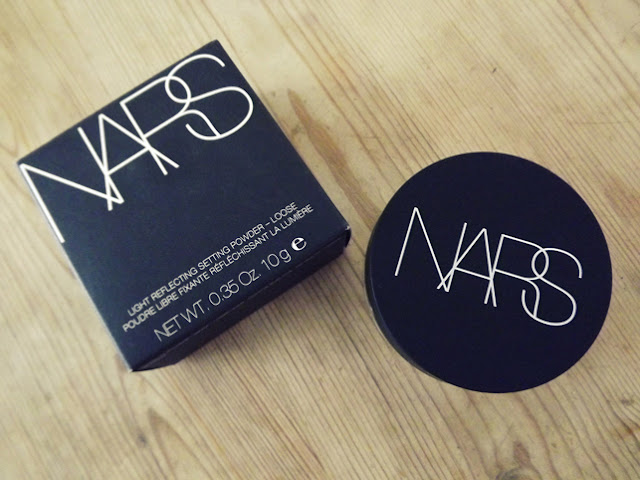 NARS
LIGHT REFLECTING SETTING POWDER – LOOSE
POUDRE LIBRE FIXANTE RÉFLÉCHISSANT LA LUMIÈRE
NET WT. 0.35 Oz. 10 g ℮
NARS